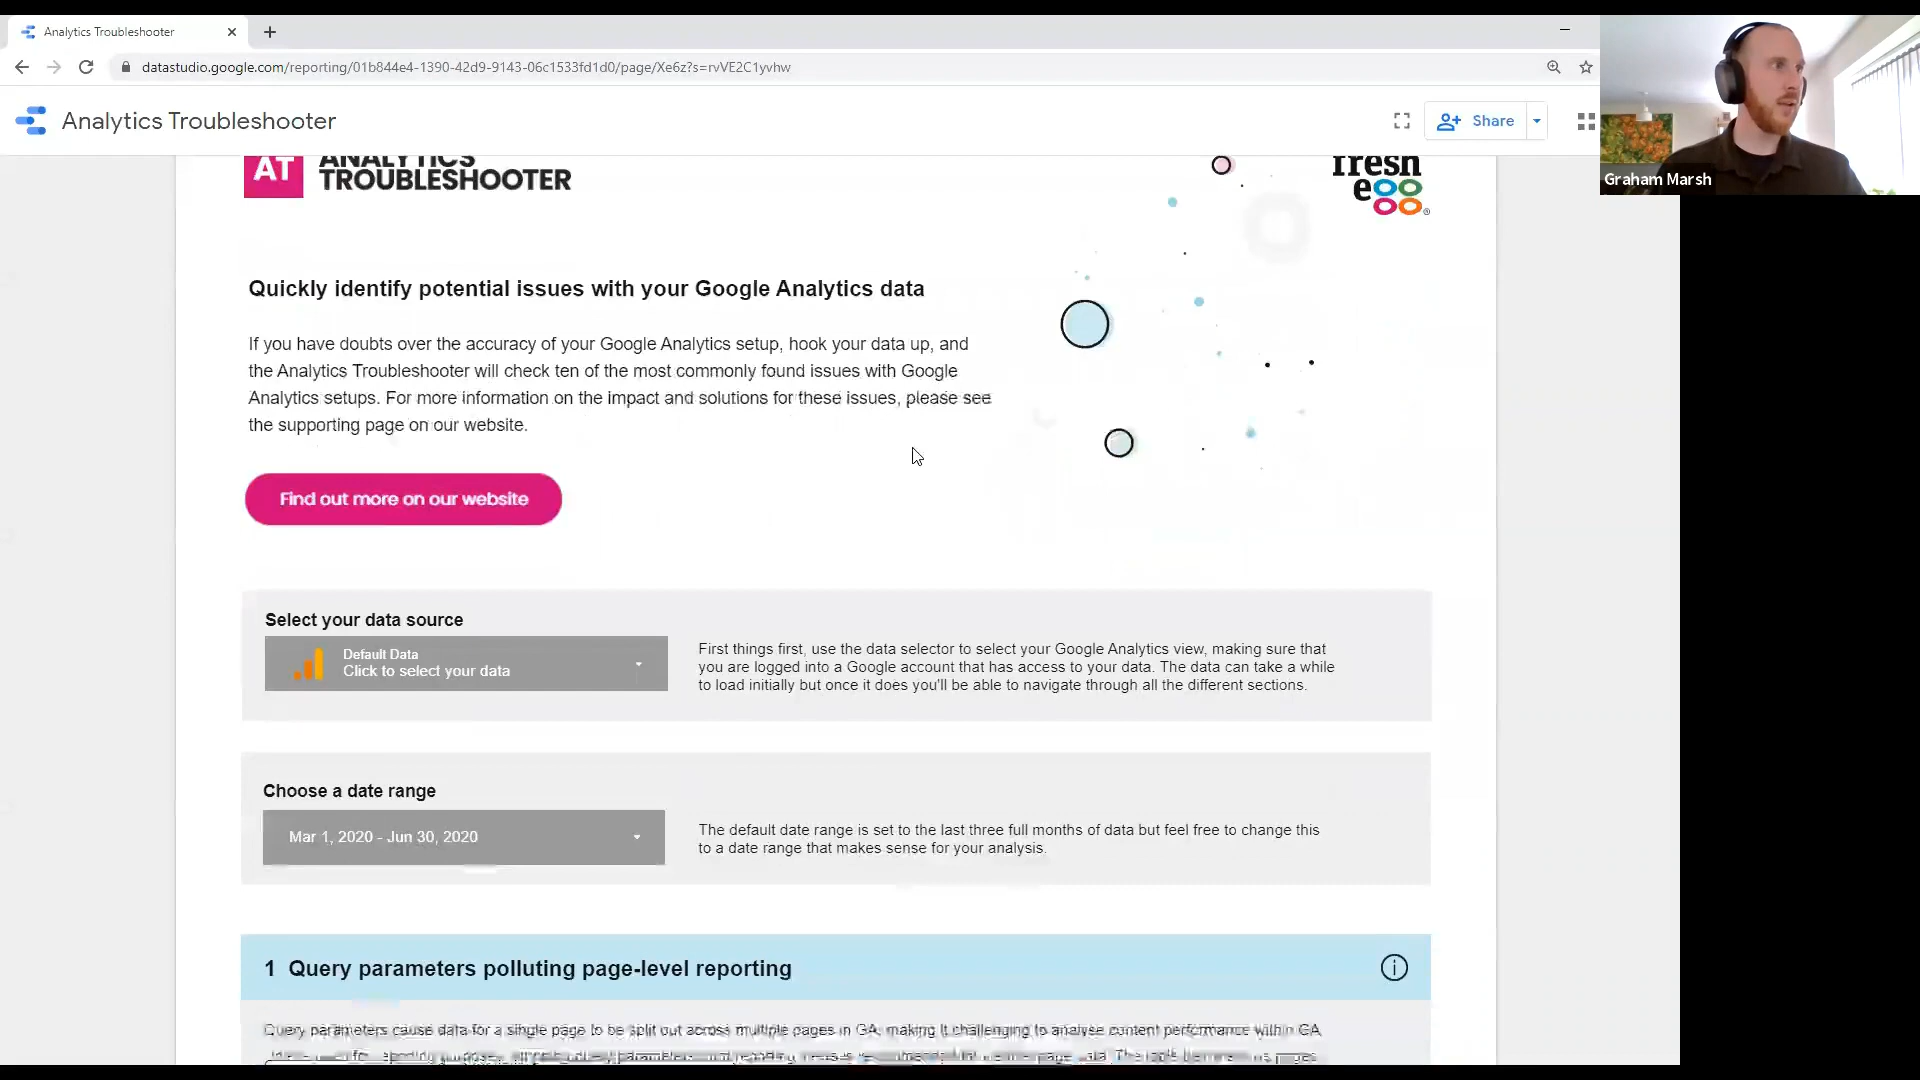 Analytics Troubleshooter
datastudio.google.com/reporting/01b844e4-1390-42d9-9143-06c1533fd1d0/page/Xe6z?s=rvVE2C1yvhw
Analytics Troubleshooter
Share
Graham Marsh
AT
ANALYTICS
TROUBLESHOOTER
fresh
egg
Quickly identify potential issues with your Google Analytics data
If you have doubts over the accuracy of your Google Analytics setup, hook your data up, and
the Analytics Troubleshooter will check ten of the most commonly found issues with Google
Analytics setups. For more information on the impact and solutions for these issues, please see
the supporting page on our website.
Find out more on our website
Select your data source
Default Data
Click to select your data
First things first, use the data selector to select your Google Analytics view, making sure that
you are logged into a Google account that has access to your data. The data can take a while
to load initially but once it does you'll be able to navigate through all the different sections.
Choose a date range
Mar 1, 2020 - Jun 30, 2020
The default date range is set to the last three full months of data but feel free to change this
to a date range that makes sense for your analysis.
1 Query parameters polluting page-level reporting
Query parameters cause data for a single page to be split out across multiple pages in GA, making it challenging to analyse content performance within GA.